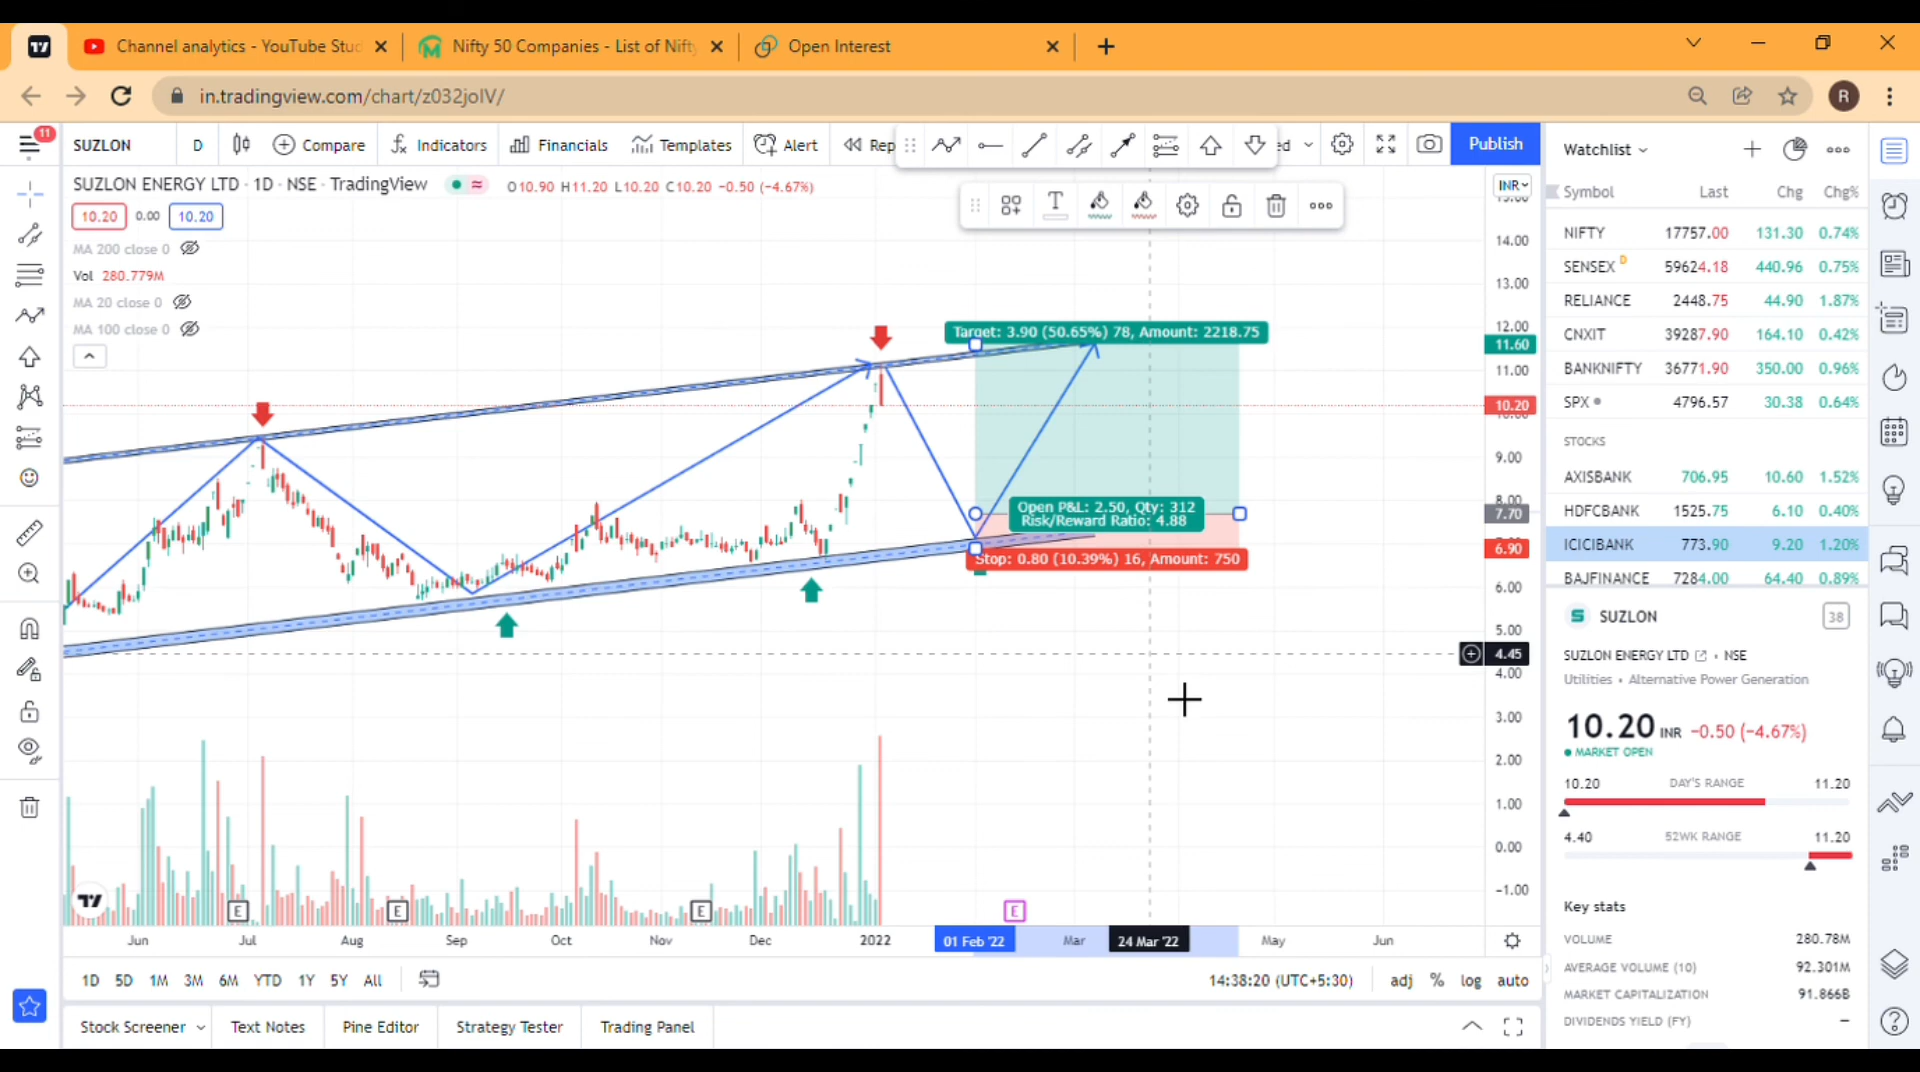 Channel analytics - YouTube Stu
Nifty 50 Companies - List of Nift
Open Interest
in.tradingview.com/chart/z032joIV/
R
11
SUZLON
D
Compare
Indicators
Financials
Templates
Alert
Rep
ed
Publish
SUZLON ENERGY LTD · 1D · NSE · TradingView
O10.90 H11.20 L10.20 C10.20 −0.50 (−4.67%)
10.20 0.00 10.20
MA 200 close 0
Vol 280.779M
MA 20 close 0
MA 100 close 0
T
INR
14.00
13.00
12.00
11.60
11.00
10.20
9.00
8.00
7.70
6.90
6.00
5.00
4.45
4.00
3.00
2.00
1.00
0.00
−1.00
Target: 3.90 (50.65%) 78, Amount: 2218.75
Open P&L: 2.50, Qty: 312
Risk/Reward Ratio: 4.88
Stop: 0.80 (10.39%) 16, Amount: 750
E E E E
Jun Jul Aug Sep Oct Nov Dec 2022 01 Feb '22 Mar 24 Mar '22 May Jun
1D 5D 1M 3M 6M YTD 1Y 5Y All
14:38:20 (UTC+5:30)
adj % log auto
Stock Screener Text Notes Pine Editor Strategy Tester Trading Panel
Watchlist
Symbol Last Chg Chg%
NIFTY 17757.00 131.30 0.74%
SENSEX D 59624.18 440.96 0.75%
RELIANCE 2448.75 44.90 1.87%
CNXIT 39287.90 164.10 0.42%
BANKNIFTY 36771.90 350.00 0.96%
SPX 4796.57 30.38 0.64%
STOCKS
AXISBANK 706.95 10.60 1.52%
HDFCBANK 1525.75 6.10 0.40%
ICICIBANK 773.90 9.20 1.20%
BAJFINANCE 7284.00 64.40 0.89%
S SUZLON 38
SUZLON ENERGY LTD • NSE
Utilities • Alternative Power Generation
10.20 INR −0.50 (−4.67%)
MARKET OPEN
10.20 DAY'S RANGE 11.20
4.40 52WK RANGE 11.20
Key stats
VOLUME 280.78M
AVERAGE VOLUME (10) 92.301M
MARKET CAPITALIZATION 91.866B
DIVIDENDS YIELD (FY) —